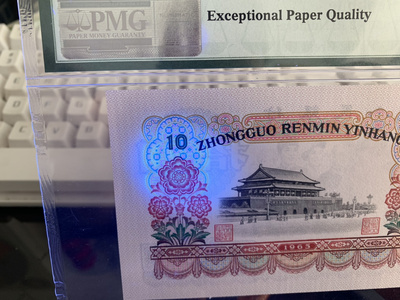 PMG
PAPER MONEY GUARANTY
Exceptional Paper Quality
10
ZHONGGUO RENMIN YINHANG
1965